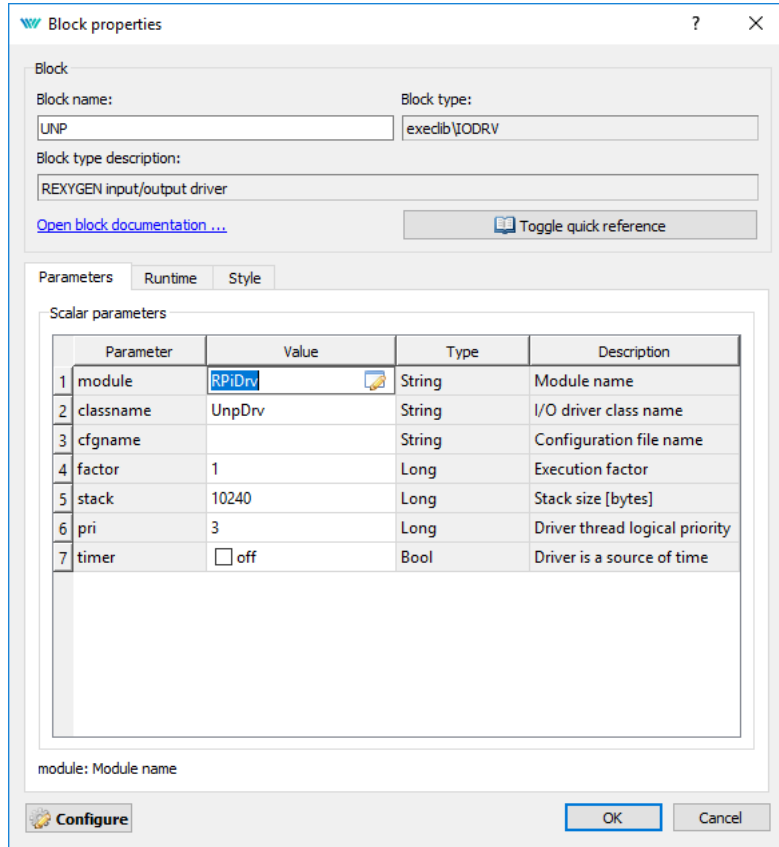 Block properties ? ×
Block
Block name: Block type:
UNP execlib\IODRV
Block type description:
REXYGEN input/output driver
Open block documentation ... Toggle quick reference
Parameters Runtime Style
Scalar parameters
Parameter Value Type Description
1 module RPiDrv String Module name
2 classname UnpDrv String I/O driver class name
3 cfgname String Configuration file name
4 factor 1 Long Execution factor
5 stack 10240 Long Stack size [bytes]
6 pri 3 Long Driver thread logical priority
7 timer off Bool Driver is a source of time
module: Module name
Configure OK Cancel